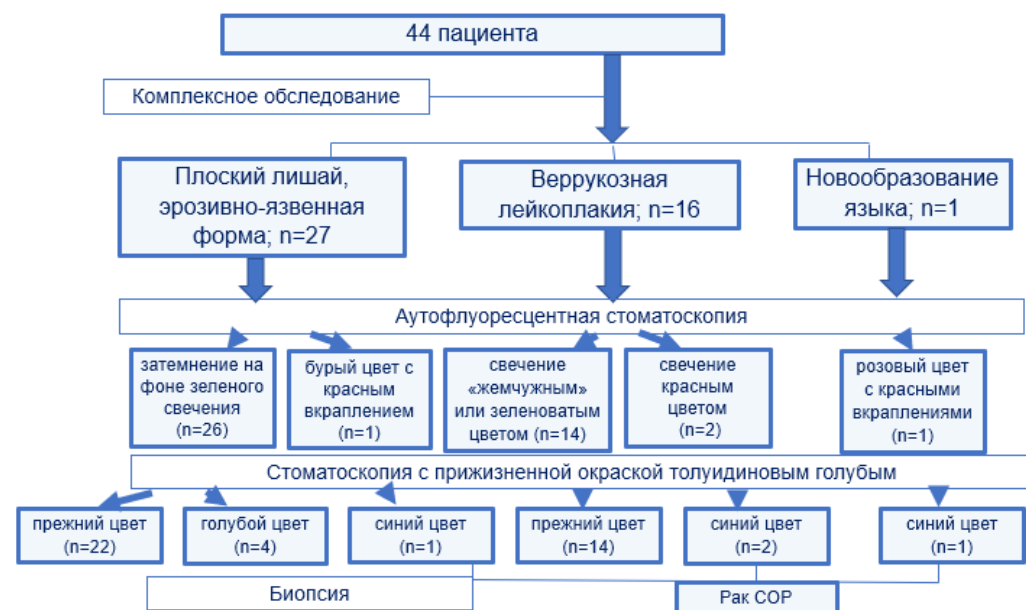 44 пациента
Комплексное обследование
Плоский лишай,
эрозивно-язвенная
форма; n=27
Веррукозная
лейкоплакия; n=16
Новообразование
языка; n=1
Аутофлуоресцентная стоматоскопия
затемнение на
фоне зеленого
свечения
(n=26)
бурый цвет с
красным
вкраплением
(n=1)
свечение
«жемчужным»
или зеленоватым
цветом (n=14)
свечение
красным
цветом
(n=2)
розовый цвет
с красными
вкраплениями
(n=1)
Стоматоскопия с прижизненной окраской толуидиновым голубым
прежний цвет
(n=22)
голубой цвет
(n=4)
синий цвет
(n=1)
прежний цвет
(n=14)
синий цвет
(n=2)
синий цвет
(n=1)
Биопсия
Рак СОР